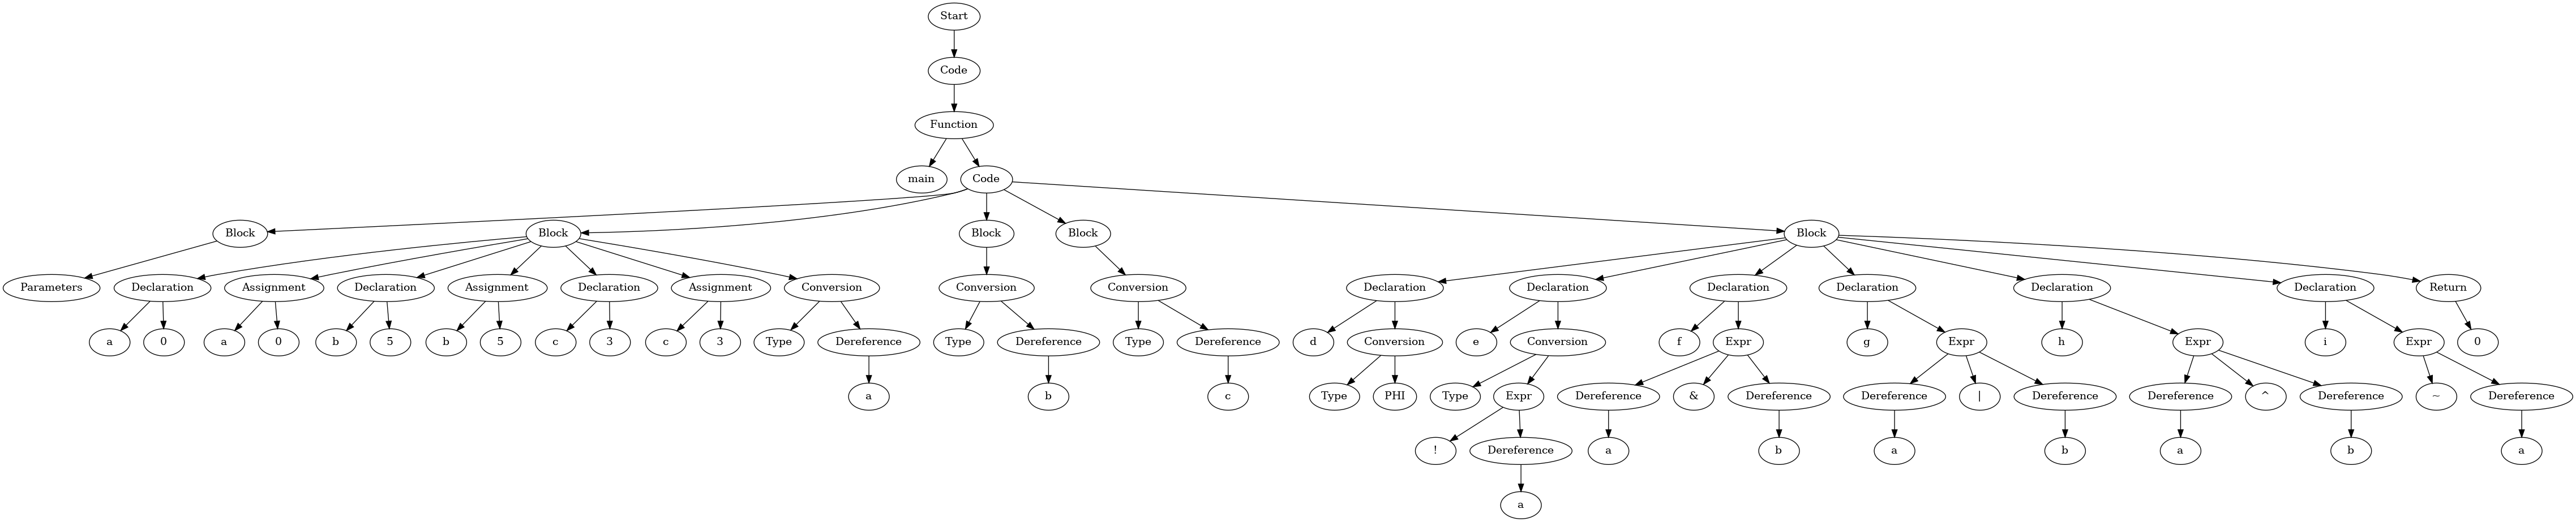 Start
Code
Function
main Code
Block Block Block Block Block
Parameters Declaration Assignment Declaration Assignment Declaration Assignment Conversion Conversion Conversion Declaration Declaration Declaration Declaration Declaration Declaration Return
a 0 a 0 b 5 b 5 c 3 c 3 Type Dereference Type Dereference Type Dereference d Conversion e Conversion f Expr g Expr h Expr i Expr 0
a b c Type PHI Type Expr Dereference & Dereference Dereference | Dereference Dereference ^ Dereference ~ Dereference
! Dereference a b a b a b a
a